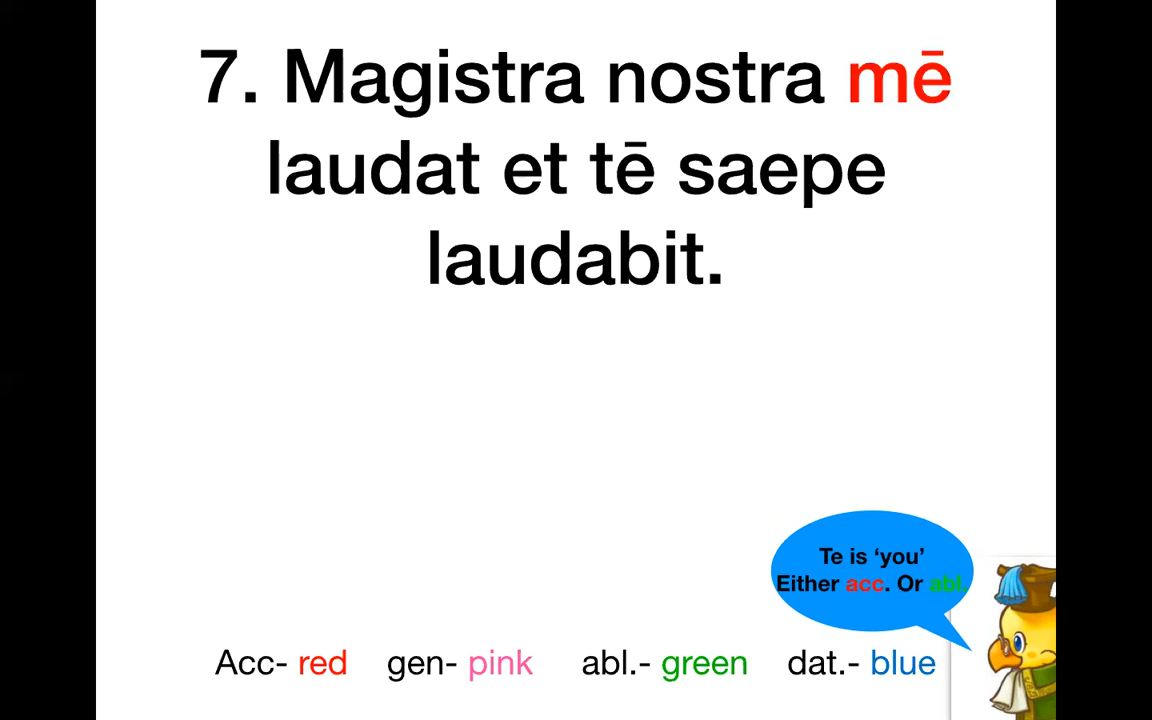 7. Magistra nostra mē
laudat et tē saepe
laudabit.
Te is ‘you’
Either acc. Or abl.
Acc- red gen- pink abl.- green dat.- blue